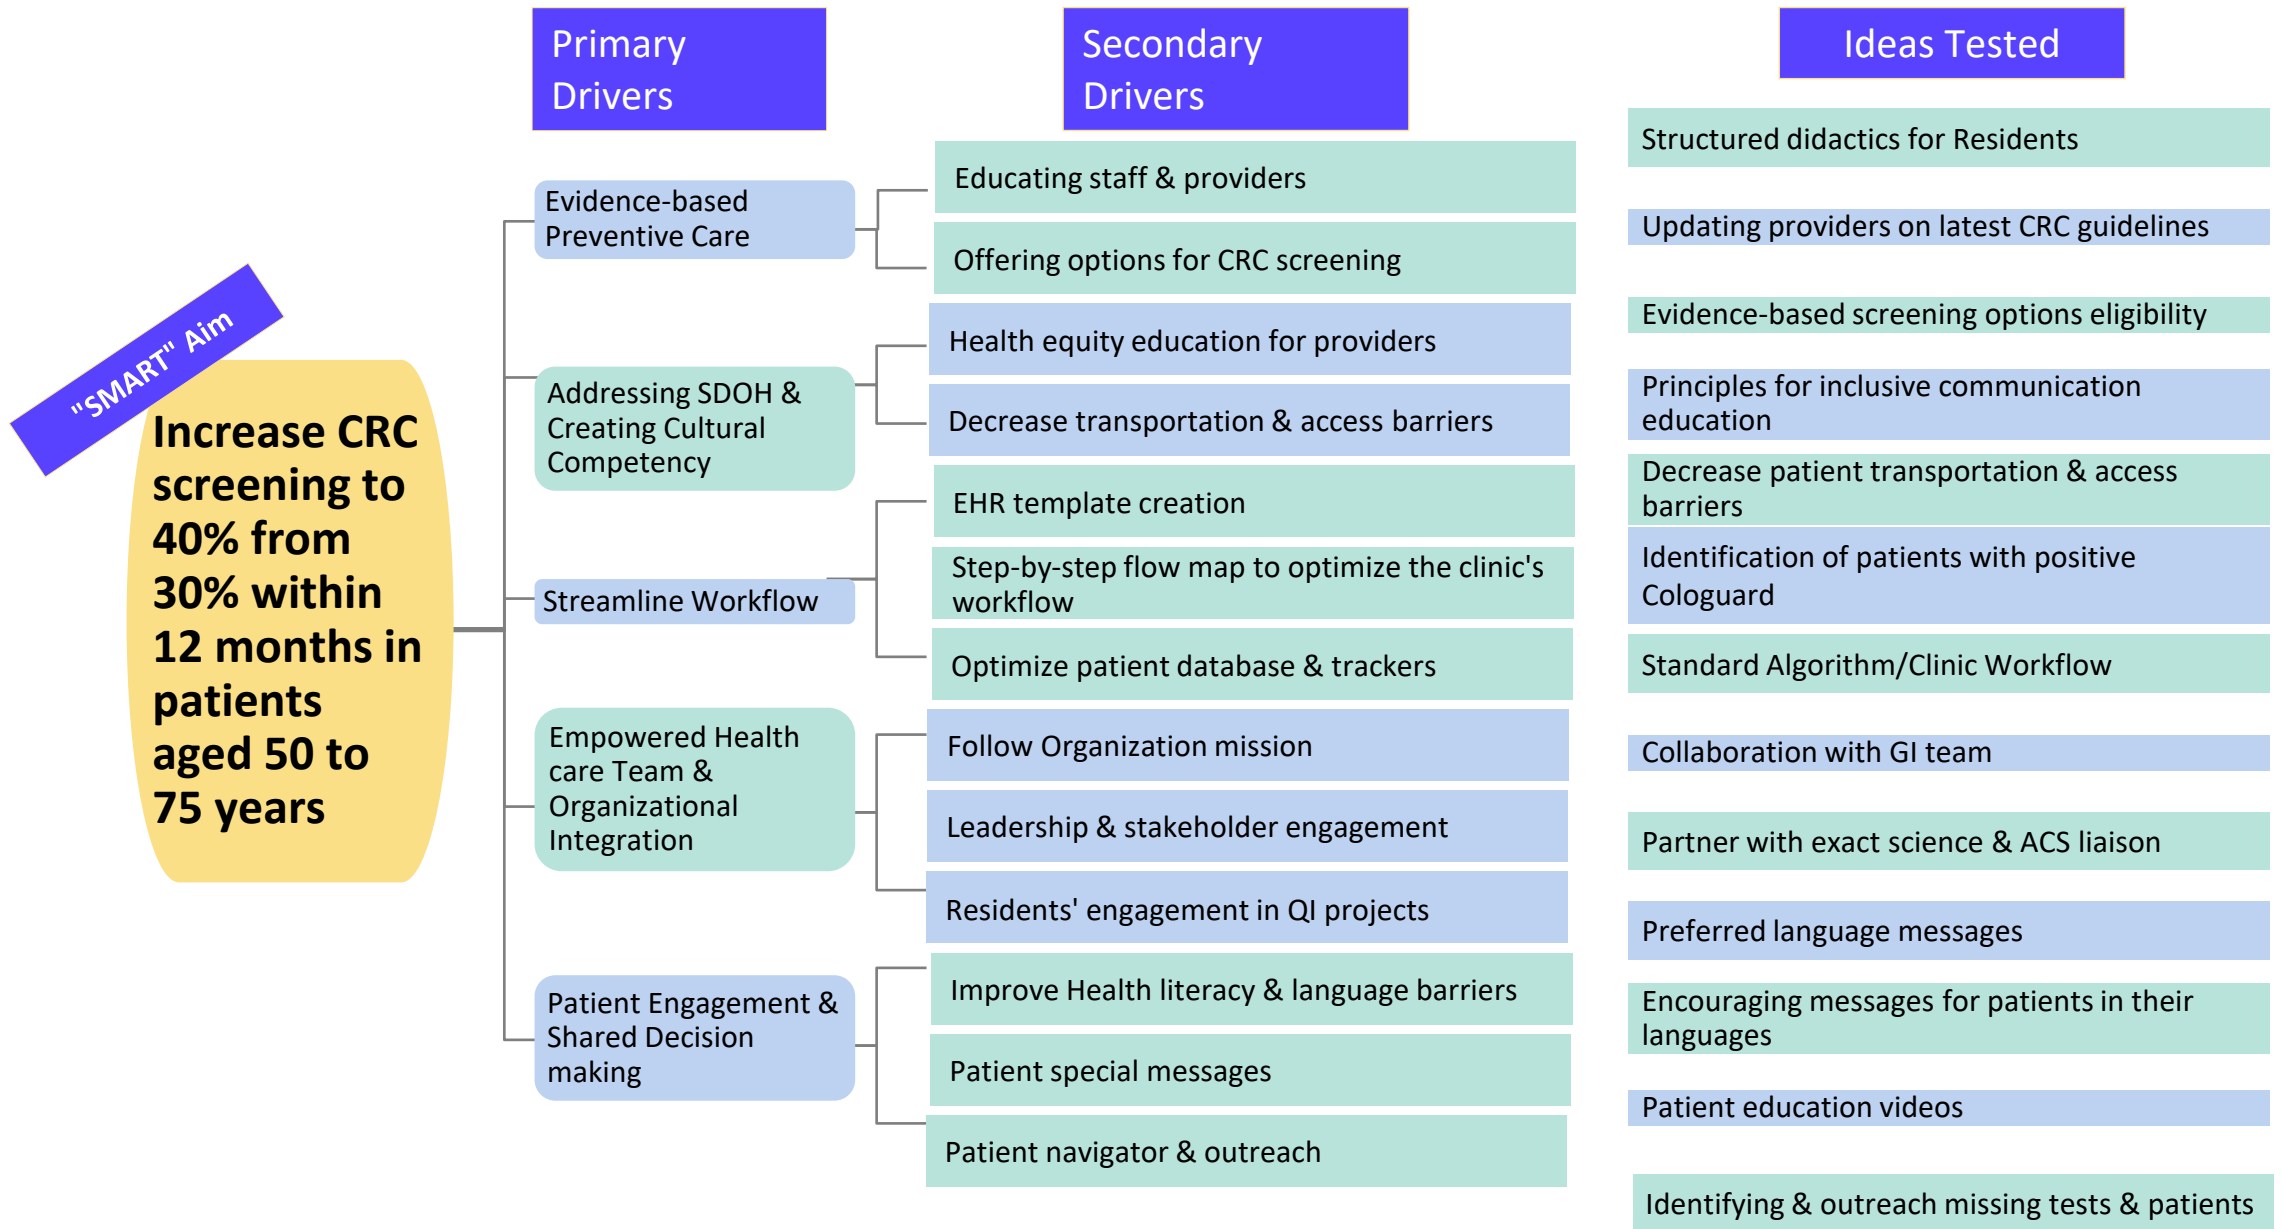 Primary
Drivers
Secondary
Drivers
Ideas Tested
"SMART" Aim
Increase CRC
screening to
40% from
30% within
12 months in
patients
aged 50 to
75 years
Evidence-based
Preventive Care
Addressing SDOH &
Creating Cultural
Competency
Streamline Workflow
Empowered Health
care Team &
Organizational
Integration
Patient Engagement &
Shared Decision
making
Educating staff & providers
Offering options for CRC screening
Health equity education for providers
Decrease transportation & access barriers
EHR template creation
Step-by-step flow map to optimize the clinic's
workflow
Optimize patient database & trackers
Follow Organization mission
Leadership & stakeholder engagement
Residents' engagement in QI projects
Improve Health literacy & language barriers
Patient special messages
Patient navigator & outreach
Structured didactics for Residents
Updating providers on latest CRC guidelines
Evidence-based screening options eligibility
Principles for inclusive communication
education
Decrease patient transportation & access
barriers
Identification of patients with positive
Cologuard
Standard Algorithm/Clinic Workflow
Collaboration with GI team
Partner with exact science & ACS liaison
Preferred language messages
Encouraging messages for patients in their
languages
Patient education videos
Identifying & outreach missing tests & patients